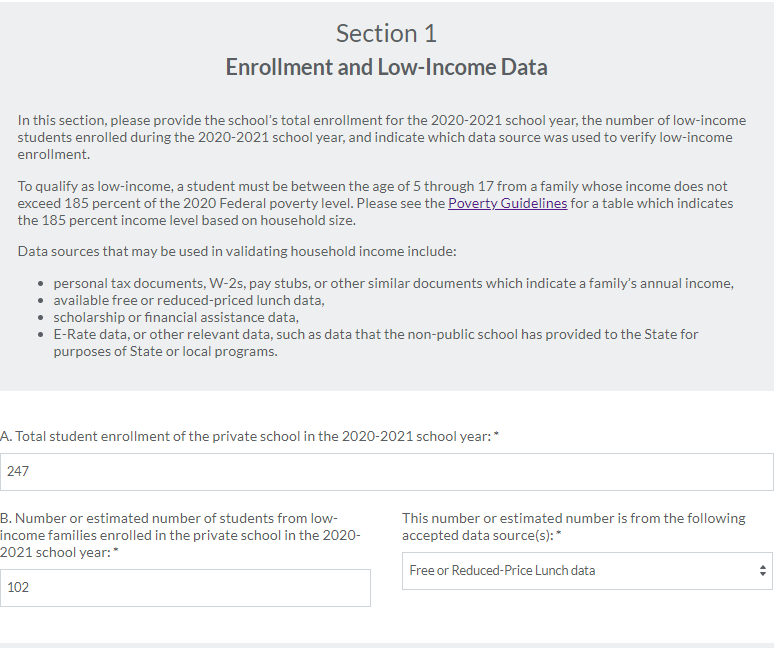 Section 1
Enrollment and Low-Income Data
In this section, please provide the school's total enrollment for the 2020-2021 school year, the number of low-income
students enrolled during the 2020-2021 school year, and indicate which data source was used to verify low-income
enrollment.
To qualify as low-income, a student must be between the age of 5 through 17 from a family whose income does not
exceed 185 percent of the 2020 Federal poverty level. Please see the Poverty Guidelines for a table which indicates
the 185 percent income level based on household size.
Data sources that may be used in validating household income include:
• personal tax documents, W-2s, pay stubs, or other similar documents which indicate a family's annual income,
• available free or reduced-priced lunch data,
• scholarship or financial assistance data,
• E-Rate data, or other relevant data, such as data that the non-public school has provided to the State for
purposes of State or local programs.
A. Total student enrollment of the private school in the 2020-2021 school year: *
247
B. Number or estimated number of students from low-
income families enrolled in the private school in the 2020-
2021 school year: *
102
This number or estimated number is from the following
accepted data source(s): *
Free or Reduced-Price Lunch data